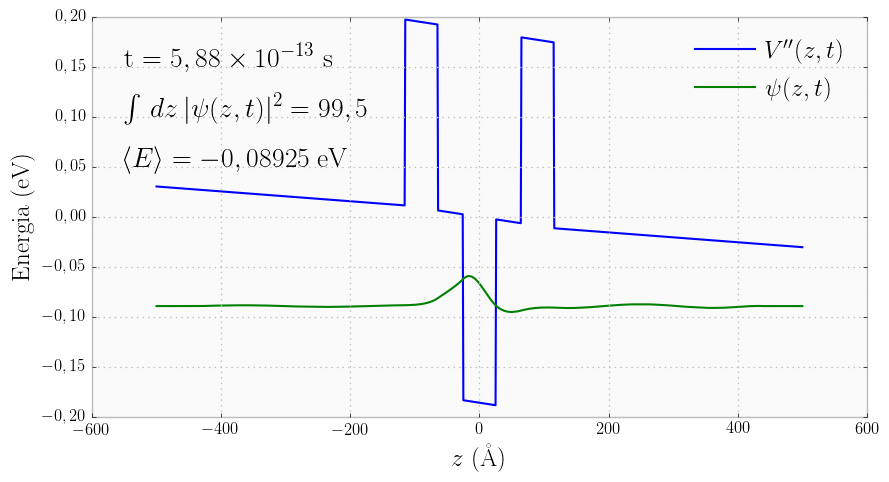 0,20
0,15
0,10
0,05
0,00
−0,05
−0,10
−0,15
−0,20
Energia (eV)
t = 5,88 × 10⁻¹³ s
∫ dz |ψ(z,t)|² = 99,5
⟨E⟩ = −0,08925 eV
V″(z,t)
ψ(z,t)
−600 −400 −200 0 200 400 600
z (Å)